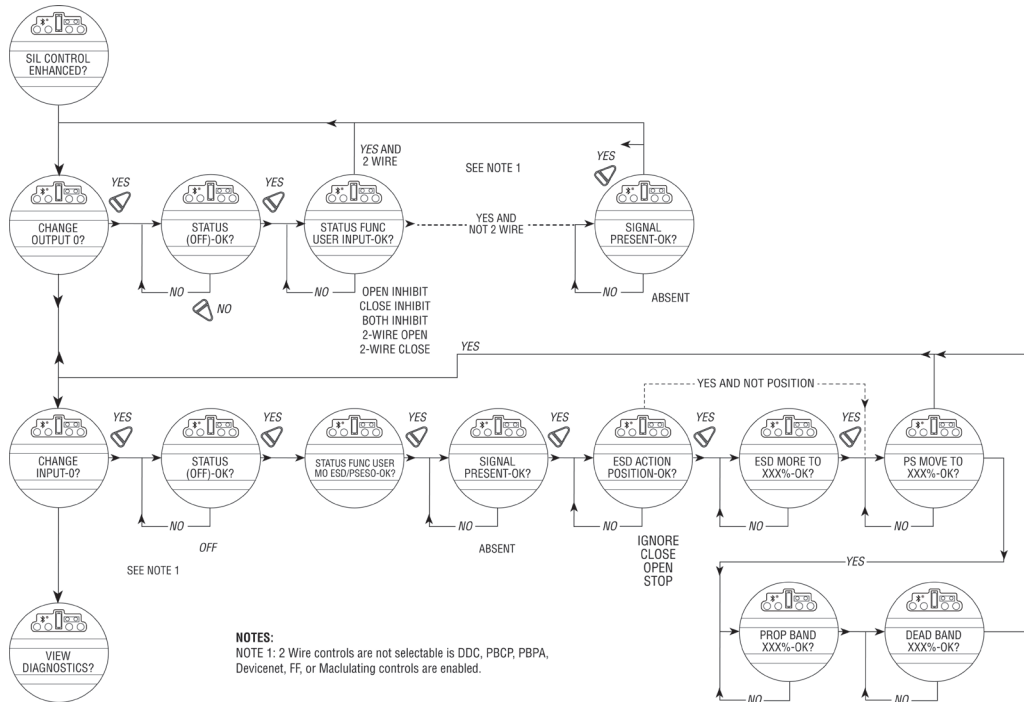 SIL CONTROL
ENHANCED?
YES AND
2 WIRE
SEE NOTE 1
YES
YES
YES
CHANGE
OUTPUT 0?
STATUS
(OFF)-OK?
STATUS FUNC
USER INPUT-OK?
YES AND
NOT 2 WIRE
SIGNAL
PRESENT-OK?
NO
NO
NO
NO
ABSENT
OPEN INHIBIT
CLOSE INHIBIT
BOTH INHIBIT
2-WIRE OPEN
2-WIRE CLOSE
YES
YES AND NOT POSITION
YES
YES
YES
YES
YES
YES
CHANGE
INPUT-0?
STATUS
(OFF)-OK?
STATUS FUNC USER
MO ESD/PSESO-OK?
SIGNAL
PRESENT-OK?
ESD ACTION
POSITION-OK?
ESD MORE TO
XXX%-OK?
PS MOVE TO
XXX%-OK?
NO
NO
NO
NO
NO
OFF
ABSENT
IGNORE
CLOSE
OPEN
STOP
SEE NOTE 1
YES
VIEW
DIAGNOSTICS?
PROP BAND
XXX%-OK?
DEAD BAND
XXX%-OK?
NO
NO
NOTES:
NOTE 1: 2 Wire controls are not selectable is DDC, PBCP, PBPA,
Devicenet, FF, or Maclulating controls are enabled.